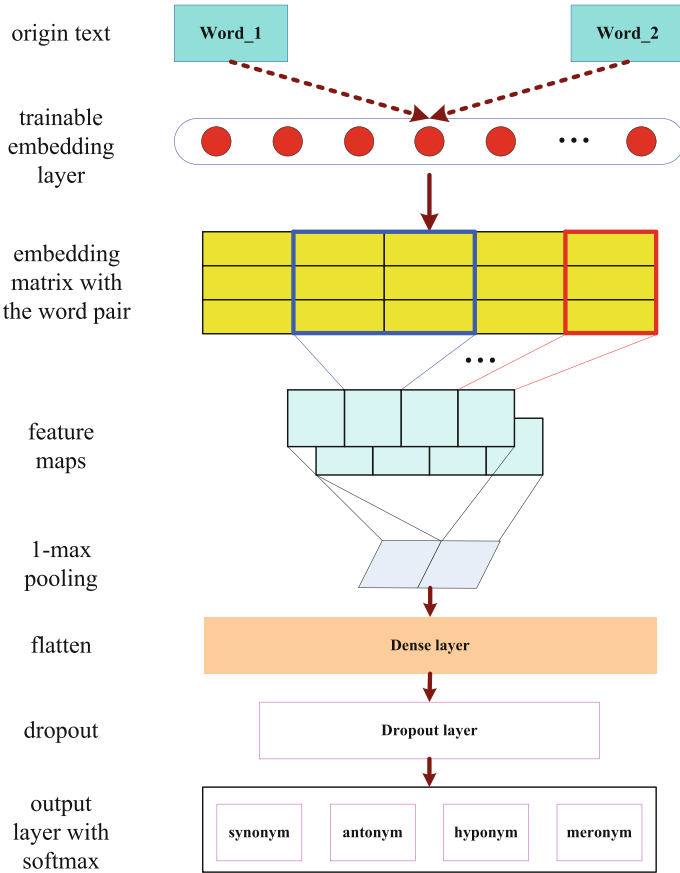 origin text
Word_1
Word_2
trainable
embedding
layer
...
embedding
matrix with
the word pair
...
feature
maps
1-max
pooling
flatten
Dense layer
dropout
Dropout layer
output
layer with
softmax
synonym
antonym
hyponym
meronym